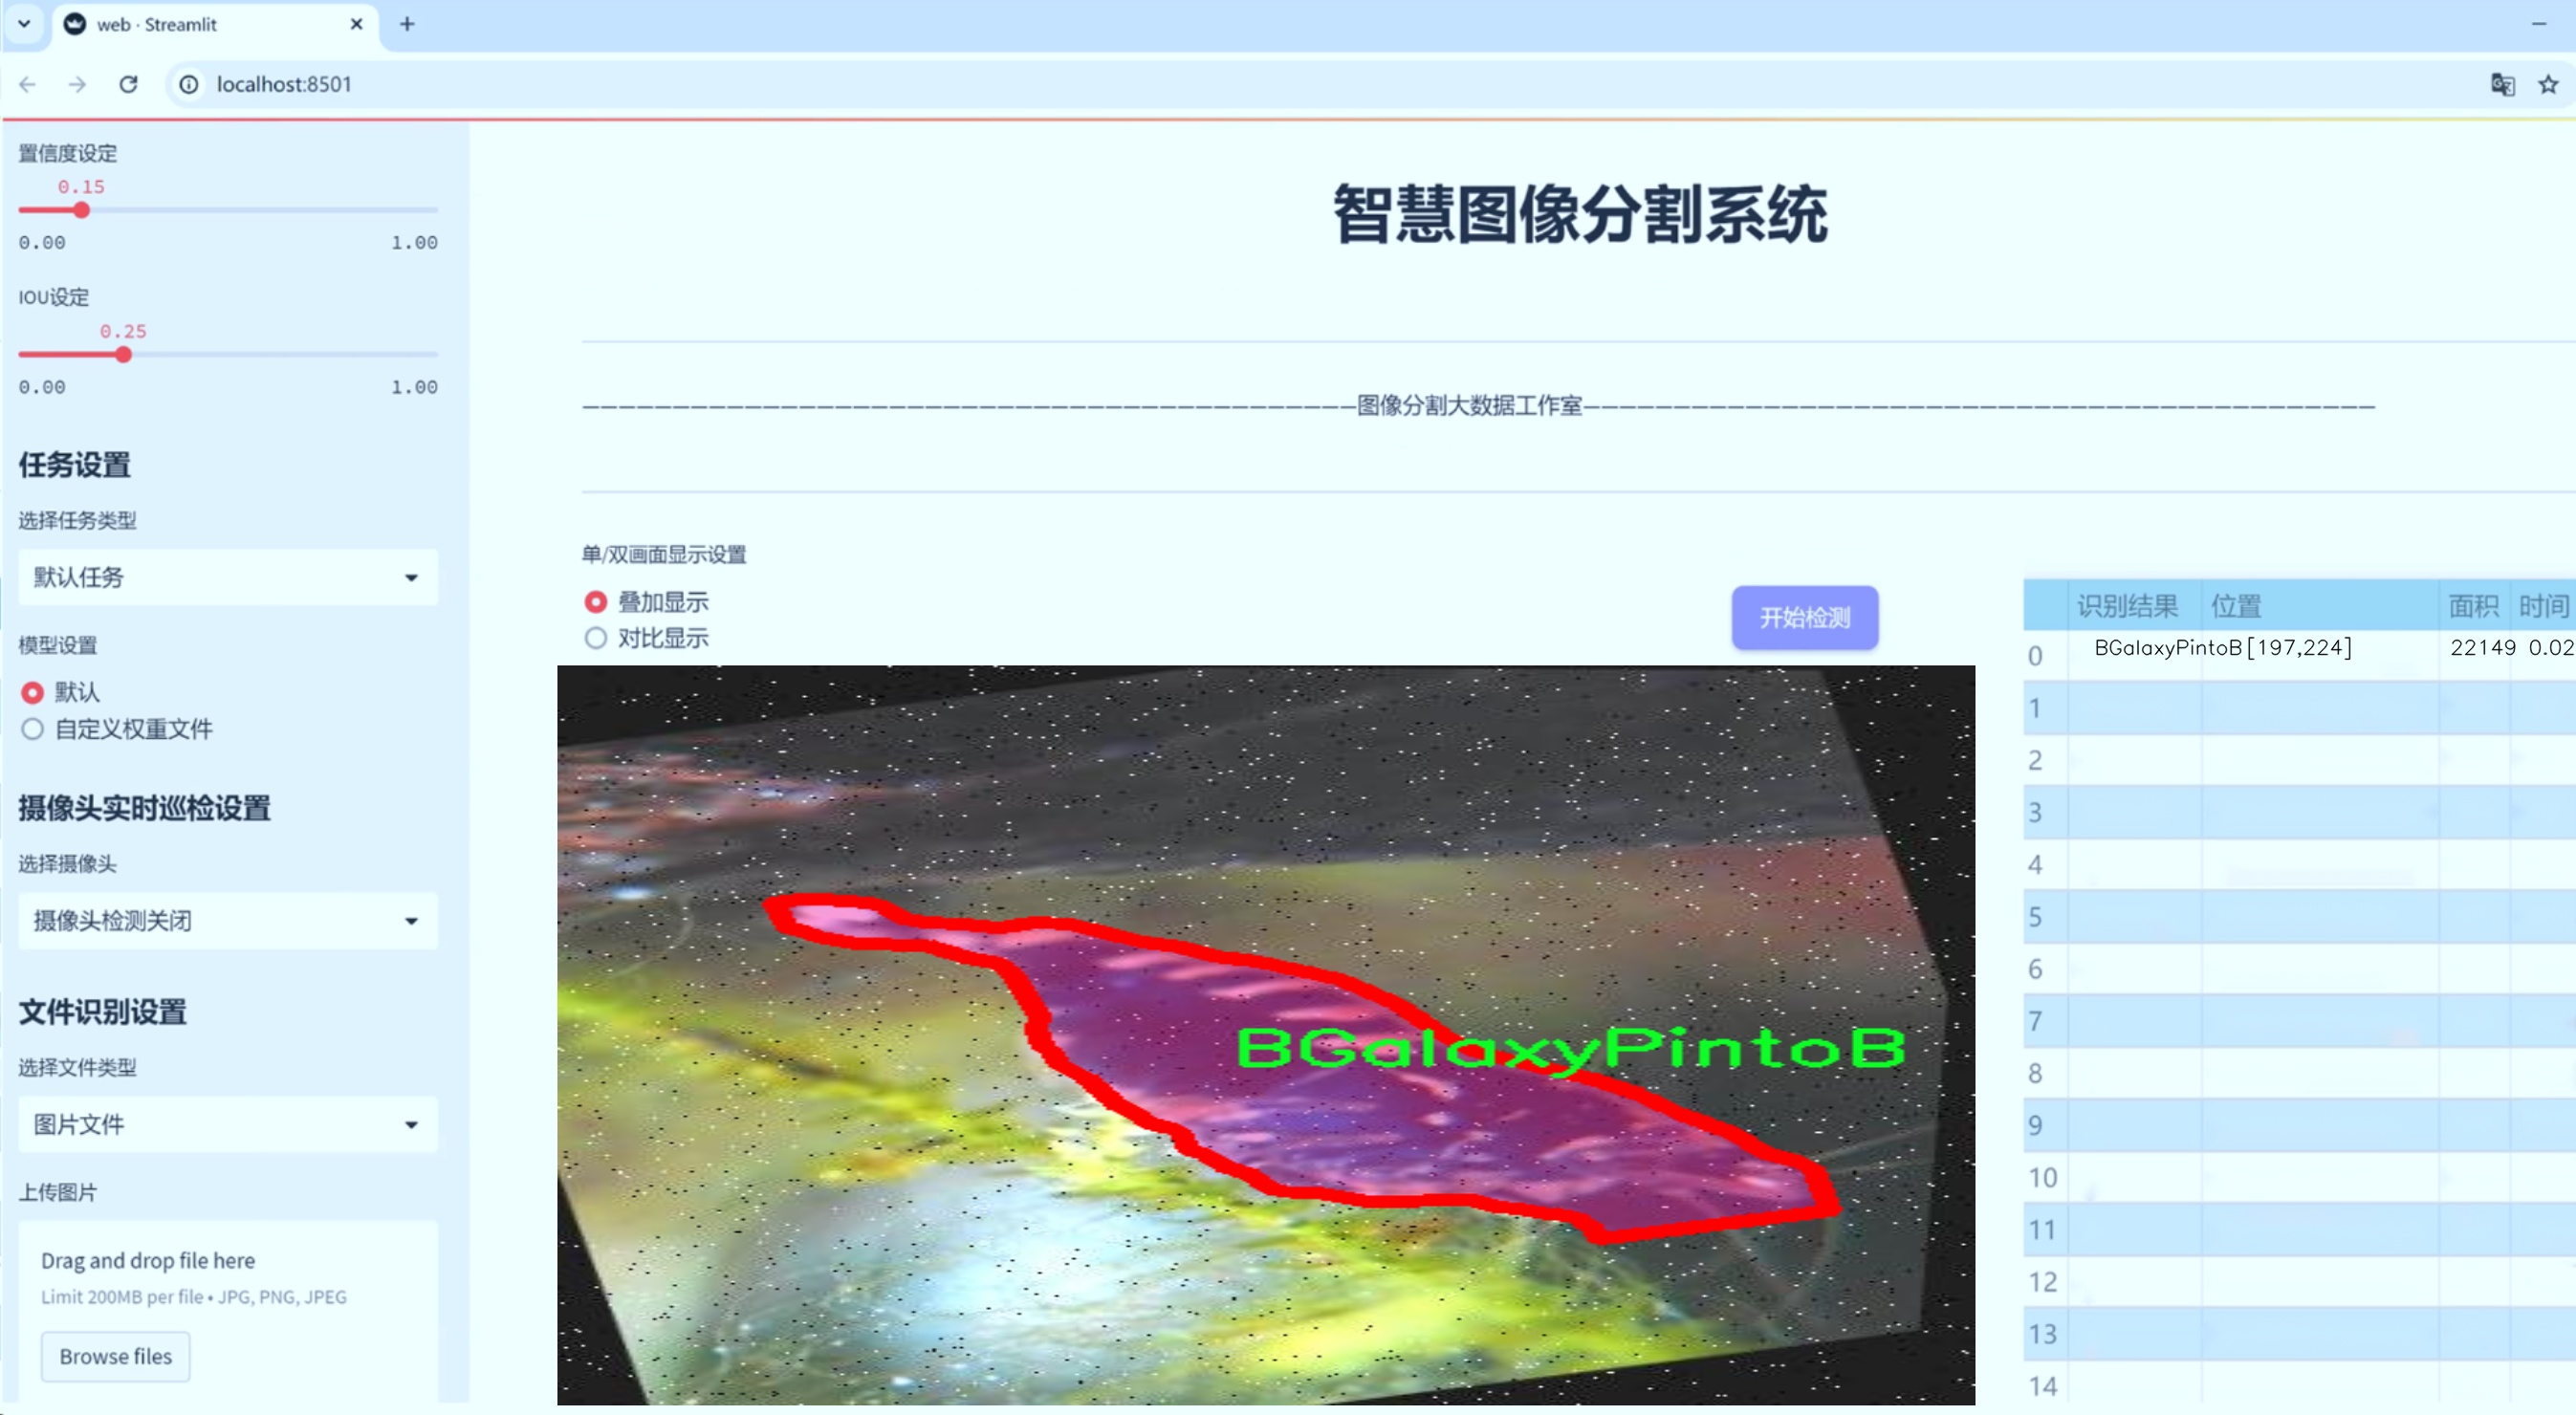 web · Streamlit
localhost:8501
置信度设定
0.15
0.00 1.00
IOU设定
0.25
0.00 1.00
任务设置
选择任务类型
默认任务
模型设置
默认
自定义权重文件
摄像头实时巡检设置
选择摄像头
摄像头检测关闭
文件识别设置
选择文件类型
图片文件
上传图片
Drag and drop file here
Limit 200MB per file • JPG, PNG, JPEG
Browse files
智慧图像分割系统
———————————————————————————————————————————图像分割大数据工作室————————————————————————————————————————————
单/双画面显示设置
叠加显示
对比显示
开始检测
BGalaxyPintoB
识别结果 位置 面积 时间
0 BGalaxyPintoB [197,224] 22149 0.02
1
2
3
4
5
6
7
8
9
10
11
12
13
14